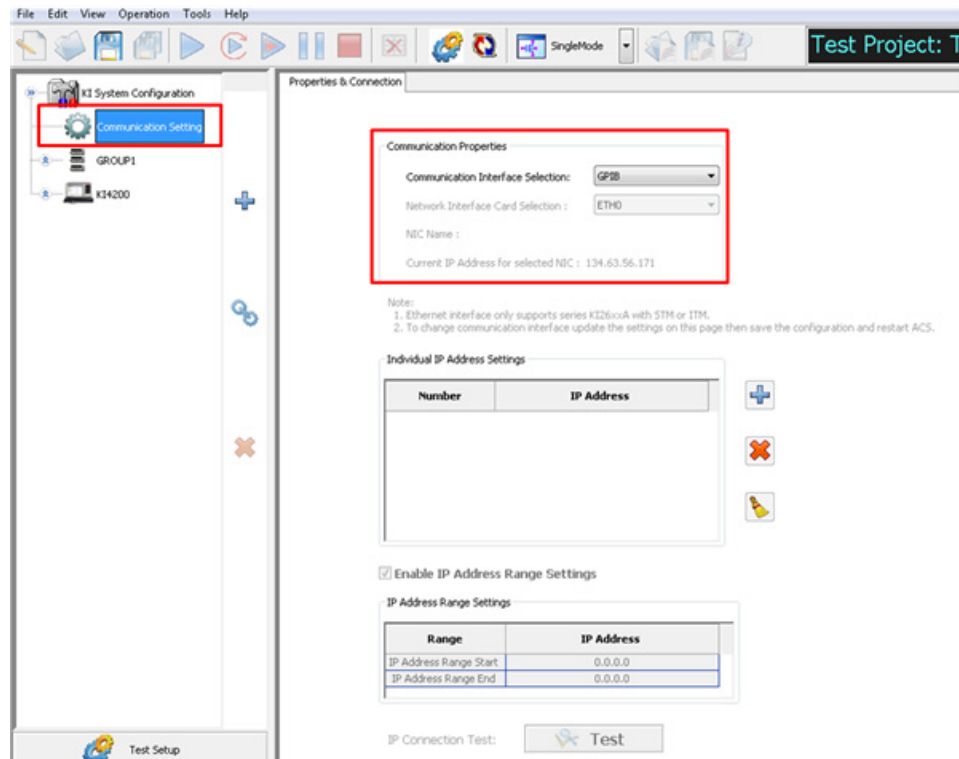 File Edit View Operation Tools Help
SingleMode
Test Project: T
KI System Configuration
Communication Setting
GROUP1
KI4200
Properties & Connection
Communication Properties
Communication Interface Selection: GPIB
Network Interface Card Selection : ETH0
NIC Name :
Current IP Address for selected NIC : 134.63.56.171
Note:
1. Ethernet interface only supports series KI26xxA with STM or ITM.
2. To change communication interface update the settings on this page then save the configuration and restart ACS.
Individual IP Address Settings
Number IP Address
Enable IP Address Range Settings
IP Address Range Settings
Range IP Address
IP Address Range Start 0.0.0.0
IP Address Range End 0.0.0.0
IP Connection Test: Test
Test Setup